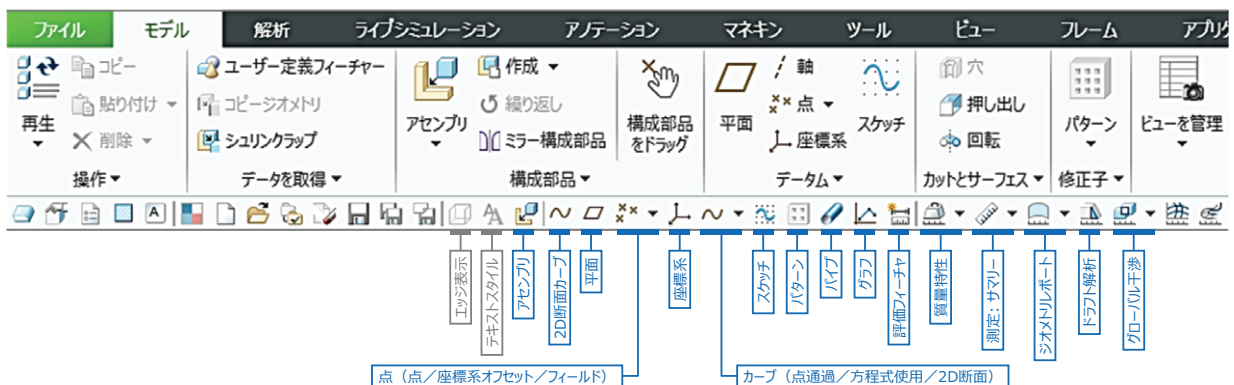 ファイル モデル 解析 ライブシミュレーション アノテーション マネキン ツール ビュー フレーム
コピー
貼り付け
削除
再生
操作
ユーザー定義フィーチャー
コピージオメトリ
シュリンクラップ
データを取得
アセンブリ
作成
繰り返し
ミラー構成部品
構成部品
をドラッグ
構成部品
平面
軸
点
座標系
スケッチ
データム
穴
押し出し
回転
カットとサーフェス
パターン
修正子
ビューを管理
A
エッジ表示
テキストスタイル
アセンブリ
2D断面カーブ
平面
座標系
スケッチ
パターン
パイプ
グラフ
評価フィーチャ
質量特性
測定: サマリー
ジオメトリレポート
ドラフト解析
グローバル干渉
点（点／座標系オフセット／フィールド）
カーブ（点通過／方程式使用／2D断面）